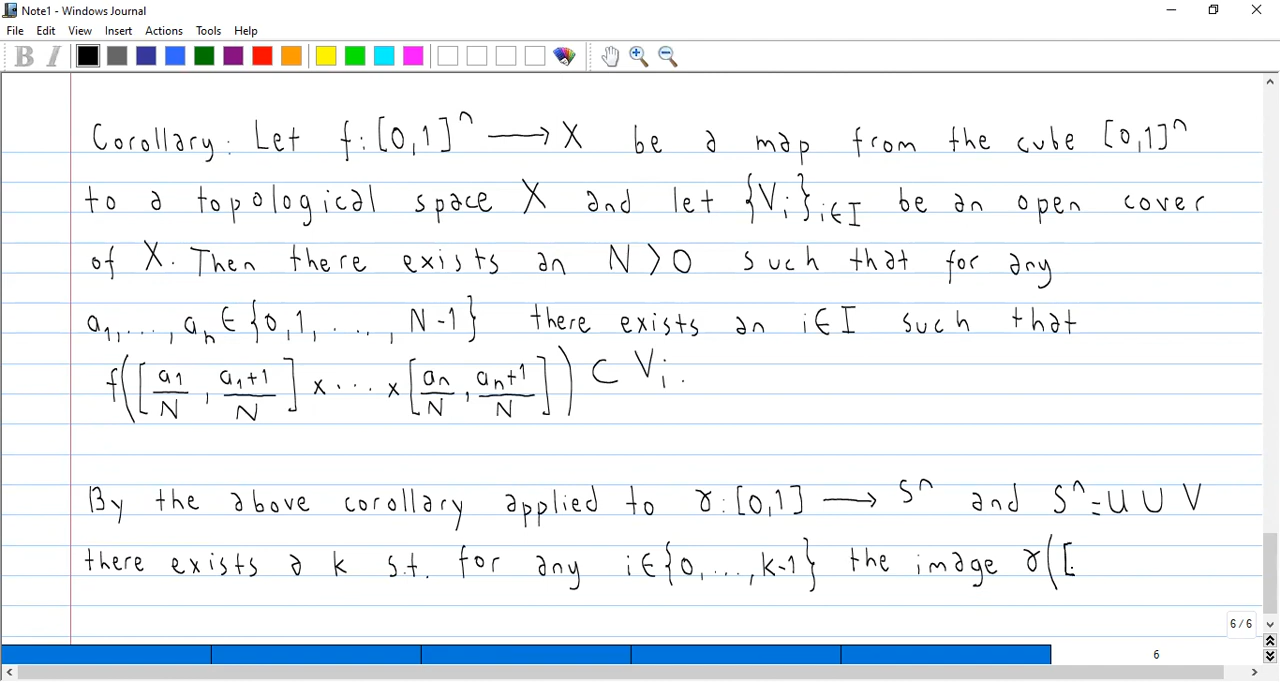 Note1 - Windows Journal
File Edit View Insert Actions Tools Help
B I
Corollary: Let f:[0,1]^n ⟶ X be a map from the cube [0,1]^n
to a topological space X and let {V_i}_{i∈I} be an open cover
of X. Then there exists an N > 0 such that for any
a_1, ..., a_n ∈ {0, 1, ..., N-1} there exists an i∈I such that
f([a_1/N, (a_1+1)/N] × ... × [a_n/N, (a_n+1)/N]) ⊂ V_i.
By the above corollary applied to γ:[0,1] ⟶ S^n and S^n = U ∪ V
there exists a k s.t. for any i∈{0, ..., k-1} the image γ([
6 / 6
6